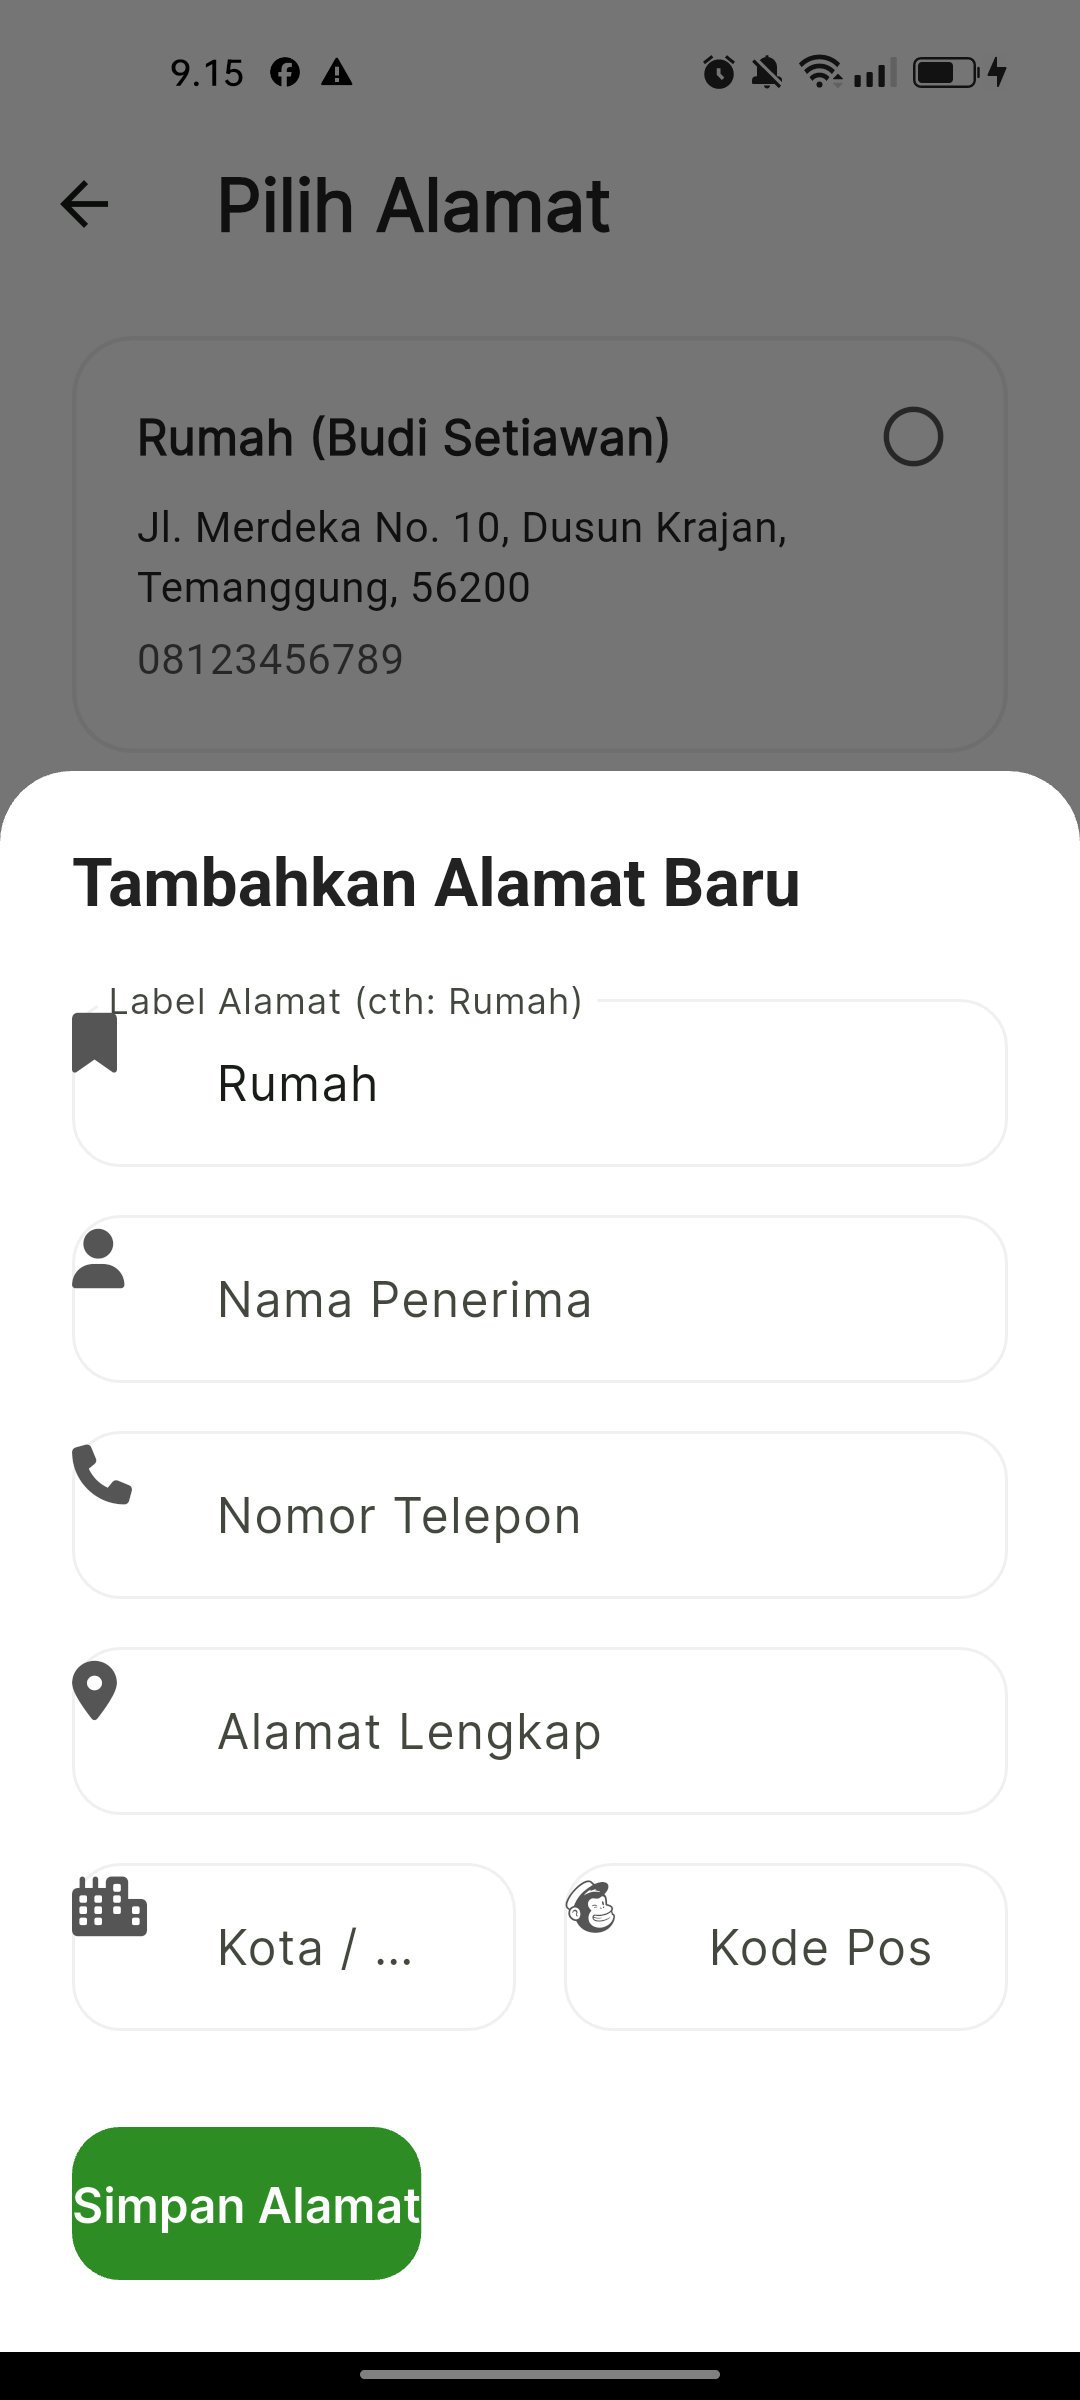 9.15
Pilih Alamat
Rumah (Budi Setiawan)
Jl. Merdeka No. 10, Dusun Krajan,
Temanggung, 56200
08123456789
Tambahkan Alamat Baru
Label Alamat (cth: Rumah)
Rumah
Nama Penerima
Nomor Telepon
Alamat Lengkap
Kota / ...
Kode Pos
Simpan Alamat